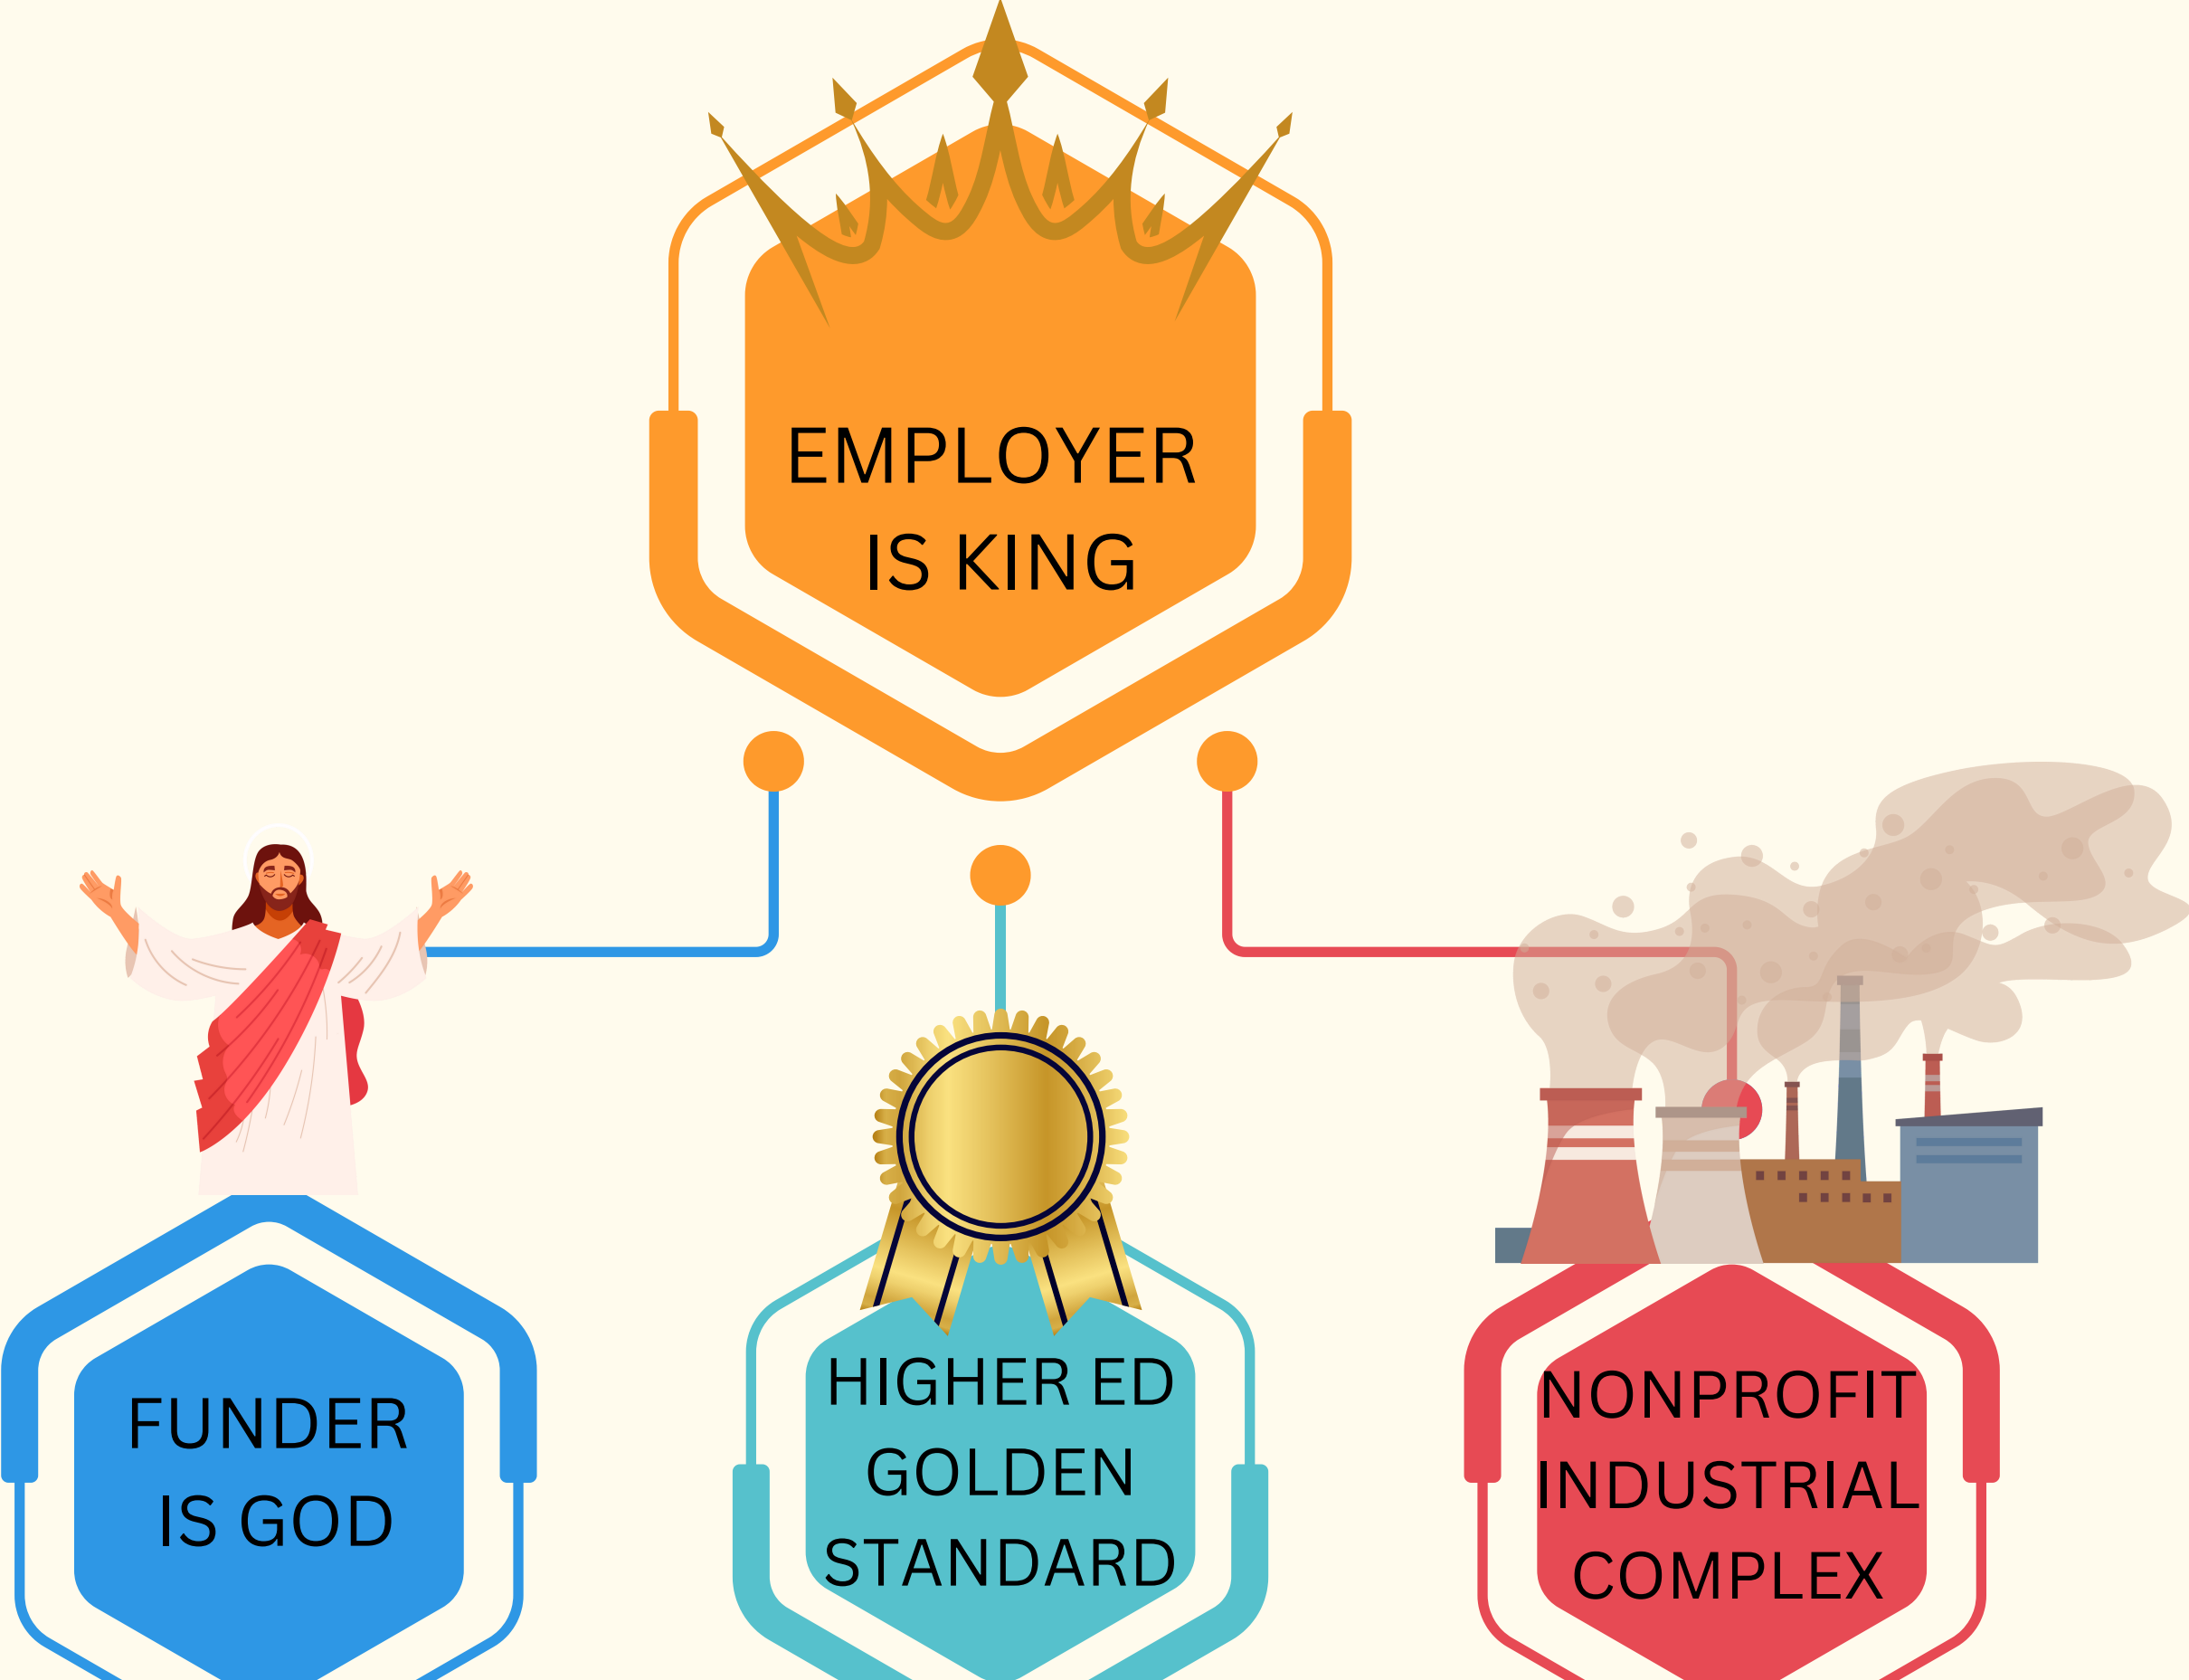 EMPLOYER
IS KING
FUNDER
IS GOD
HIGHER ED
GOLDEN
STANDARD
NONPROFIT
INDUSTRIAL
COMPLEX